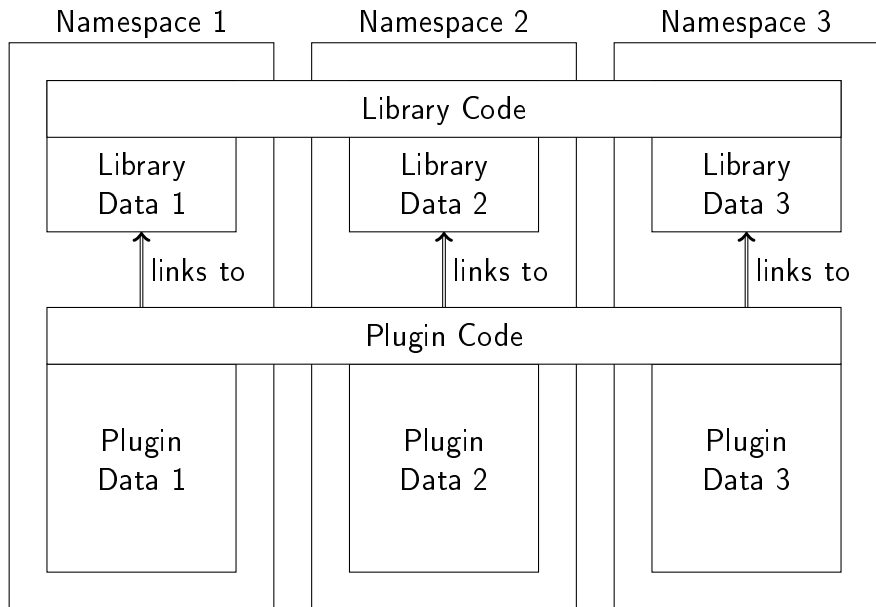 Namespace 1
Namespace 2
Namespace 3
Library Code
Library
Data 1
Library
Data 2
Library
Data 3
links to
links to
links to
Plugin Code
Plugin
Data 1
Plugin
Data 2
Plugin
Data 3